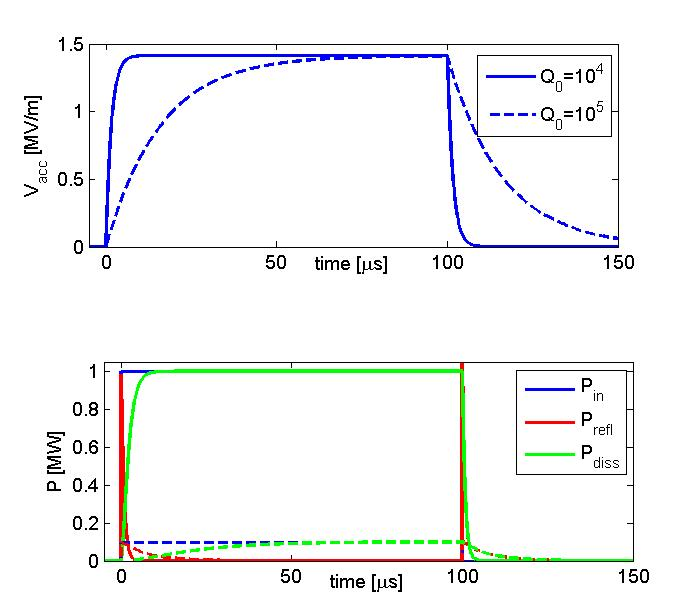 1.5
1
0.5
0
V_acc [MV/m]
Q_0=10^4
Q_0=10^5
0 50 100 150
time [μs]
1
0.8
0.6
0.4
0.2
0
P [MW]
P_in
P_refl
P_diss
0 50 100 150
time [μs]